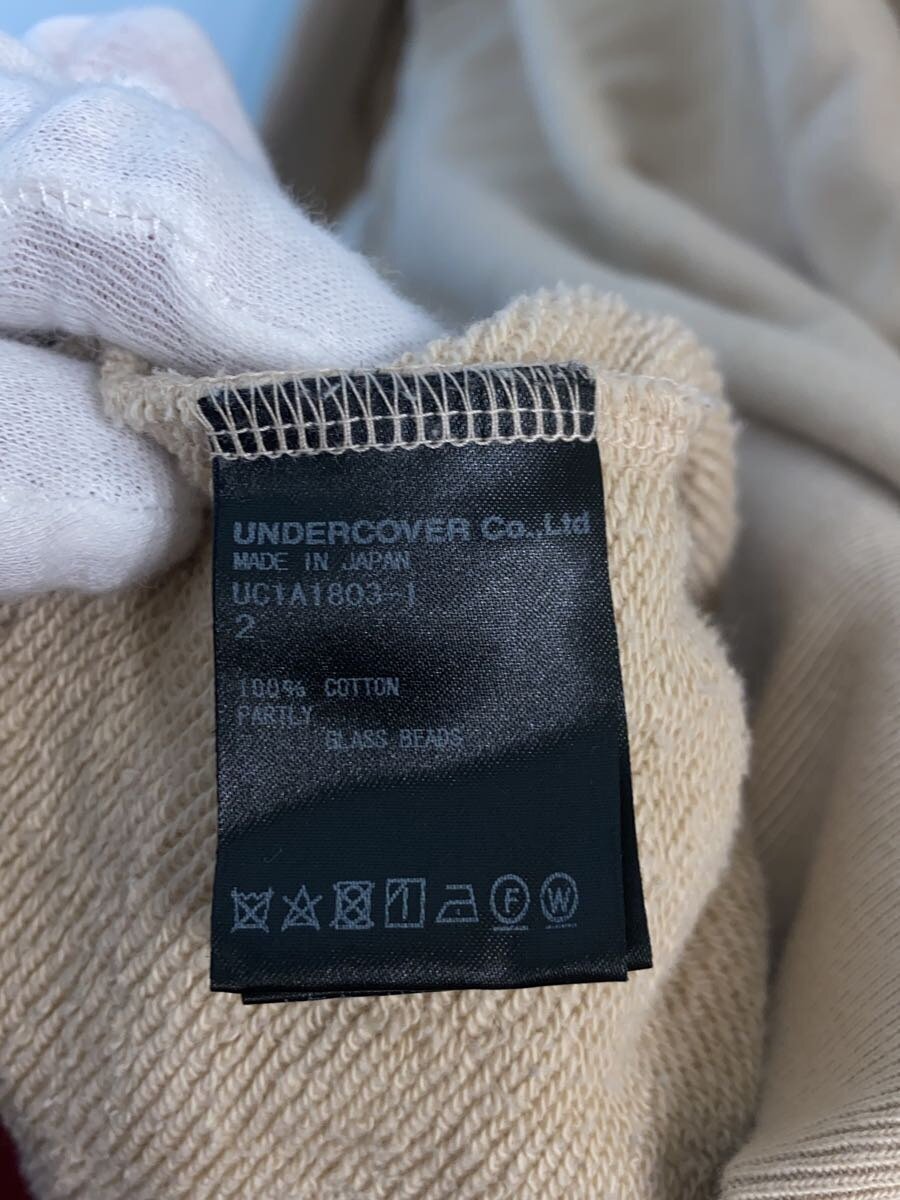 UNDERCOVER Co.,Ltd
MADE IN JAPAN
UC1A1803-1
2
100% COTTON
PARTLY
GLASS BEADS
F W